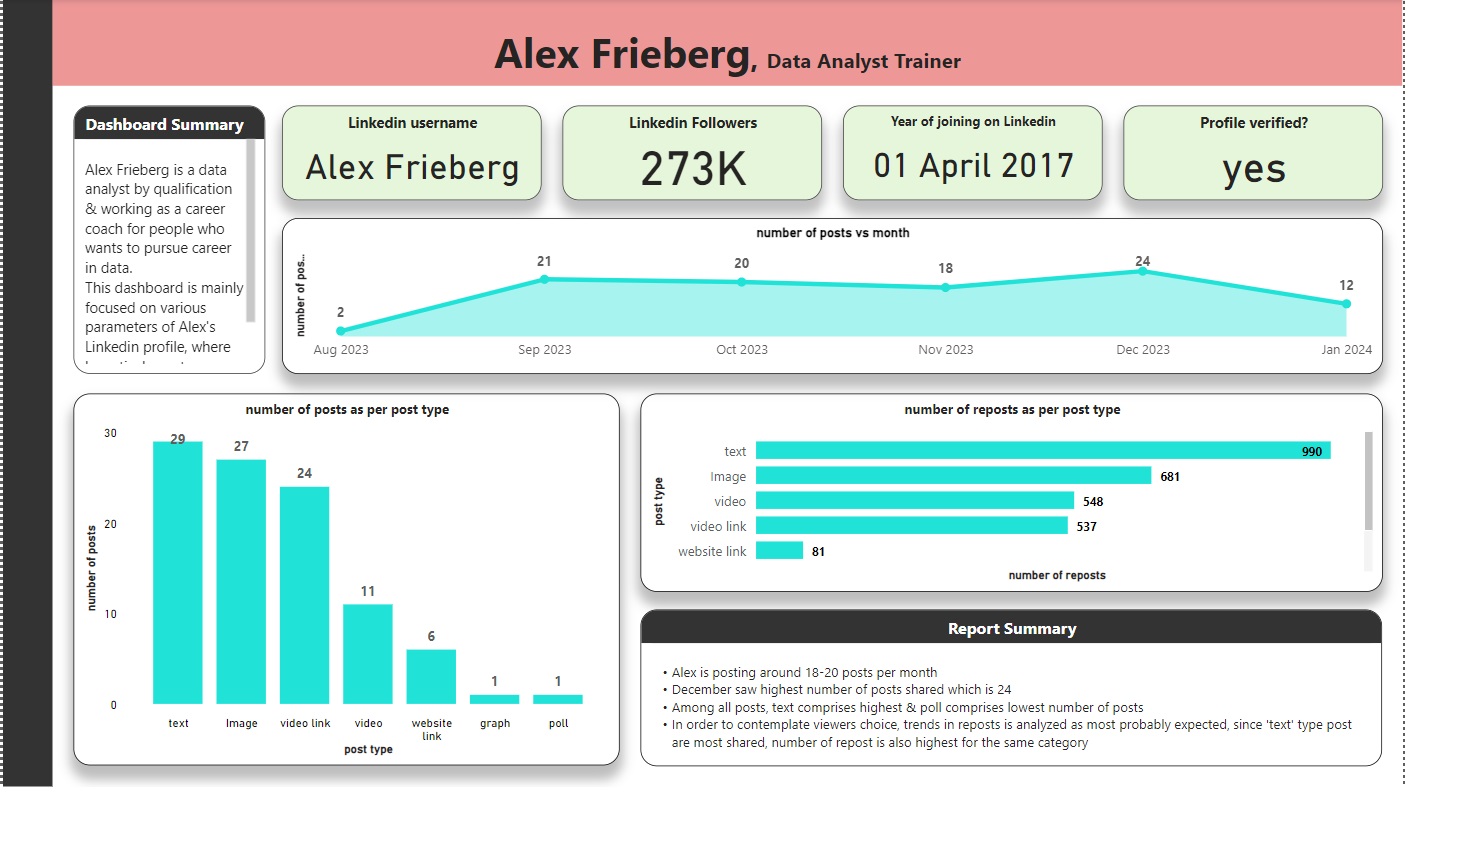 Alex Frieberg, Data Analyst Trainer
Dashboard Summary
Alex Frieberg is a data
analyst by qualification
& working as a career
coach for people who
wants to pursue career
in data.
This dashboard is mainly
focused on various
parameters of Alex's
Linkedin profile, where
Linkedin username
Alex Frieberg
Linkedin Followers
273K
Year of joining on Linkedin
01 April 2017
Profile verified?
yes
number of posts vs month
number of pos...
2
21
20
18
24
12
Aug 2023
Sep 2023
Oct 2023
Nov 2023
Dec 2023
Jan 2024
number of posts as per post type
number of posts
30
20
10
0
29
27
24
11
6
1
1
text
Image
video link
video
website
link
graph
poll
post type
number of reposts as per post type
post type
text 990
Image 681
video 548
video link 537
website link 81
number of reposts
Report Summary
• Alex is posting around 18-20 posts per month
• December saw highest number of posts shared which is 24
• Among all posts, text comprises highest & poll comprises lowest number of posts
• In order to contemplate viewers choice, trends in reposts is analyzed as most probably expected, since 'text' type post
are most shared, number of repost is also highest for the same category